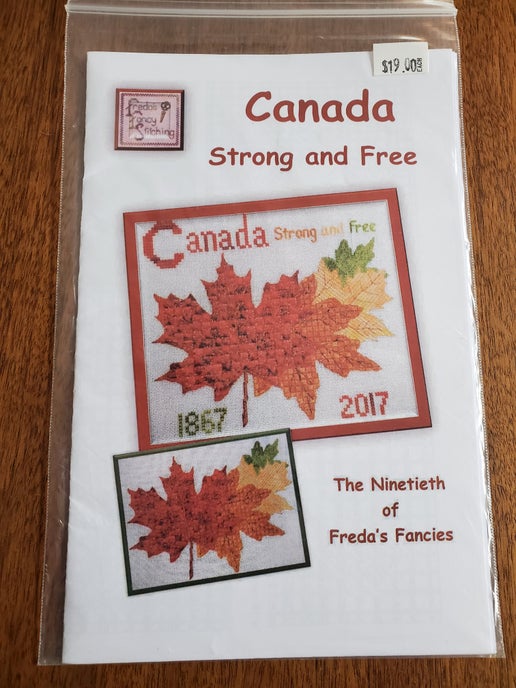 $19.00
Freda's
Fancy
Stitching
Canada
Strong and Free
Canada Strong and Free
1867
2017
The Ninetieth
of
Freda's Fancies